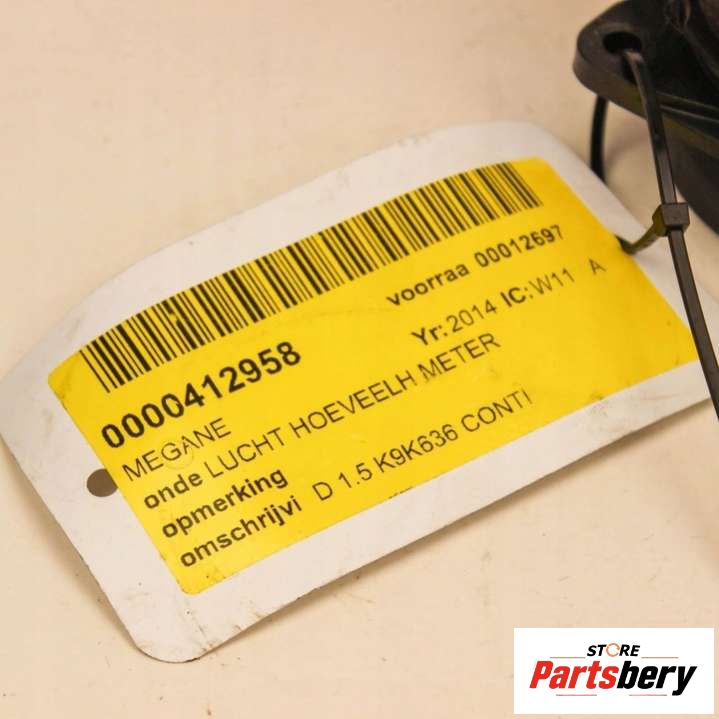 0000412958 voorraa 00012697
MEGANE Yr: 2014 IC: W11 A
onde LUCHT HOEVEELH METER
opmerking
omschrijvi D 1.5 K9K636 CONTI
STORE
Partsbery